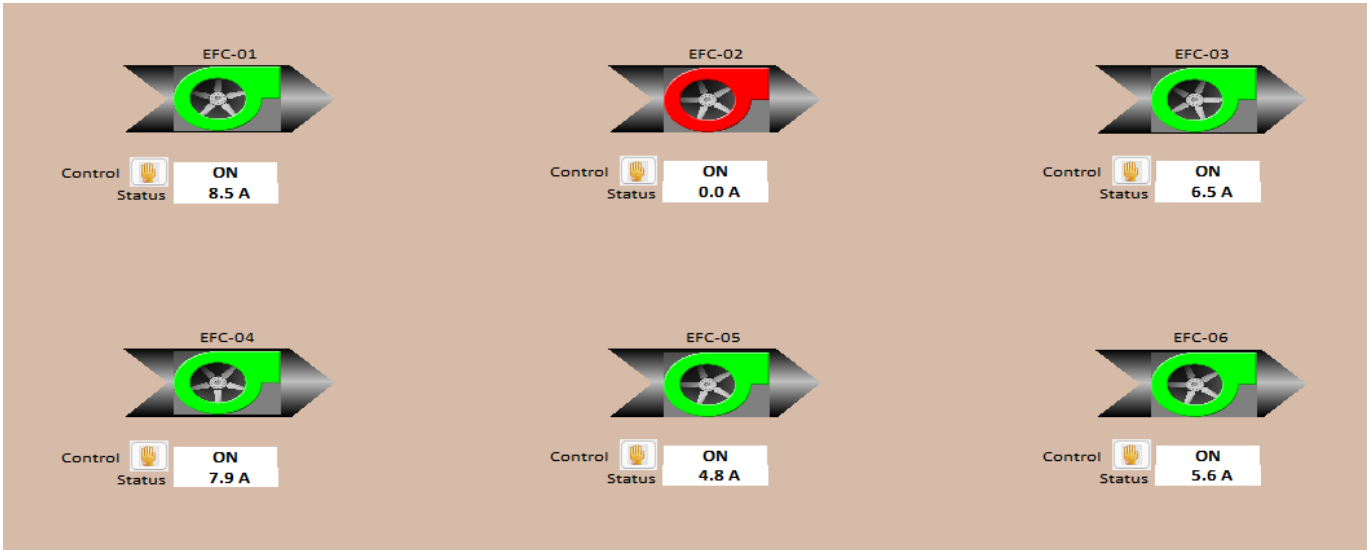 EFC-01
EFC-02
EFC-03
Control ON
Status 8.5 A
Control ON
Status 0.0 A
Control ON
Status 6.5 A
EFC-04
EFC-05
EFC-06
Control ON
Status 7.9 A
Control ON
Status 4.8 A
Control ON
Status 5.6 A